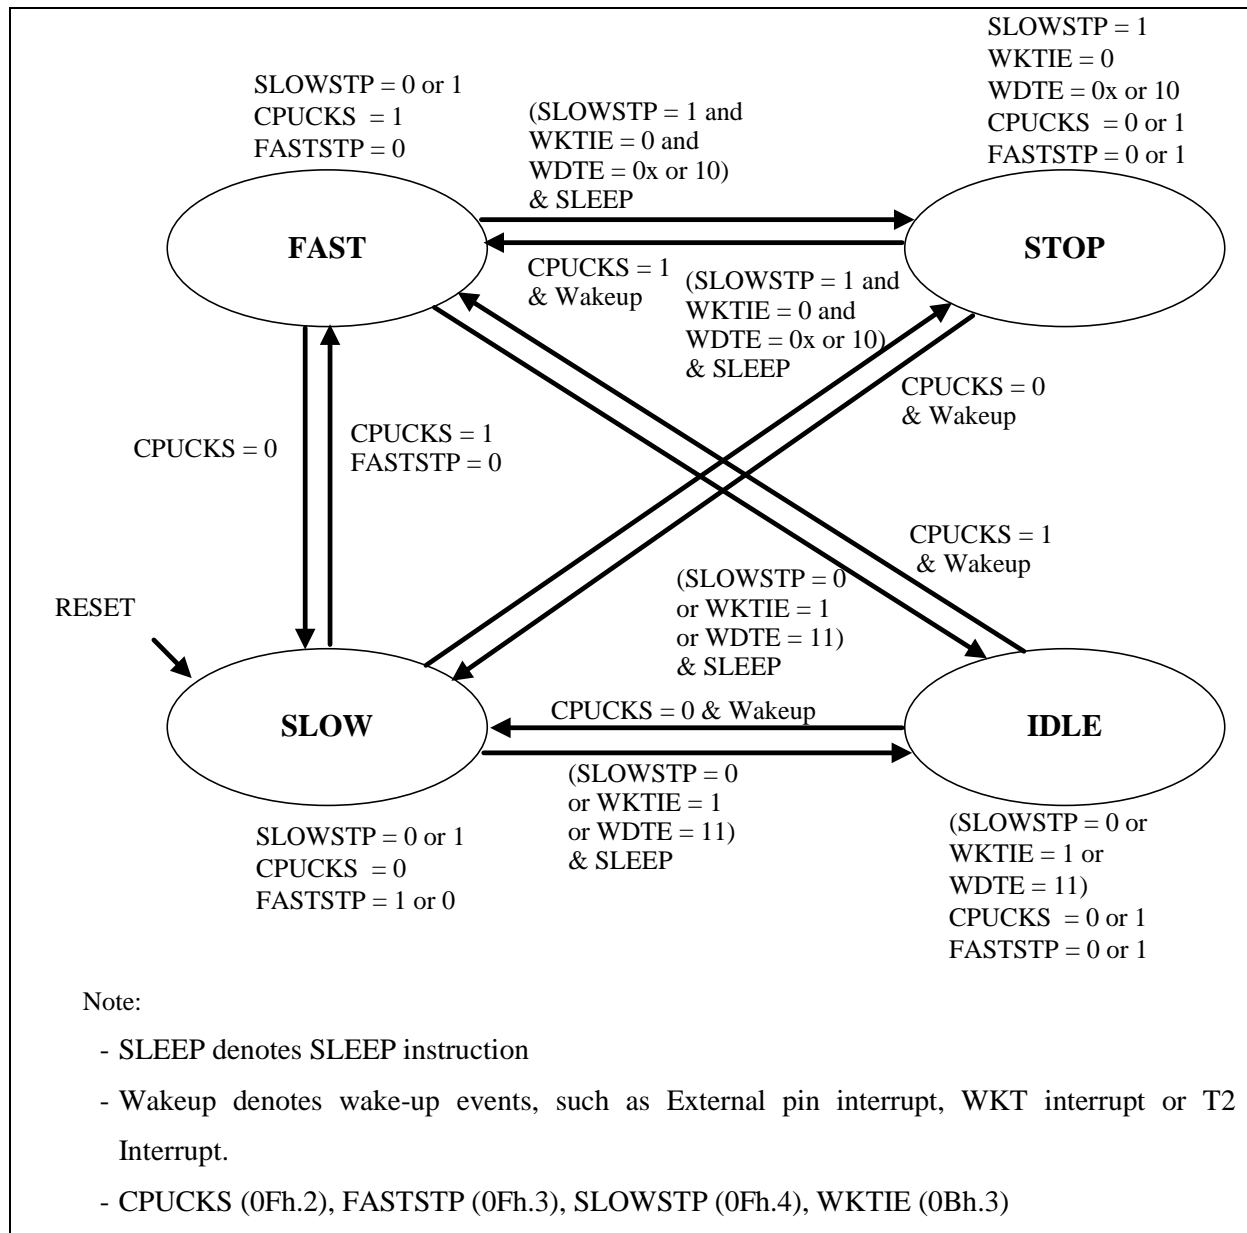 SLOWSTP = 0 or 1
CPUCKS = 1
FASTSTP = 0
FAST
(SLOWSTP = 1 and
WKTIE = 0 and
WDTE = 0x or 10)
& SLEEP
SLOWSTP = 1
WKTIE = 0
WDTE = 0x or 10
CPUCKS = 0 or 1
FASTSTP = 0 or 1
STOP
CPUCKS = 1
& Wakeup
(SLOWSTP = 1 and
WKTIE = 0 and
WDTE = 0x or 10)
& SLEEP
CPUCKS = 0
& Wakeup
CPUCKS = 0
CPUCKS = 1
FASTSTP = 0
CPUCKS = 1
& Wakeup
(SLOWSTP = 0
or WKTIE = 1
or WDTE = 11)
& SLEEP
RESET
SLOW
CPUCKS = 0 & Wakeup
IDLE
(SLOWSTP = 0
or WKTIE = 1
or WDTE = 11)
& SLEEP
SLOWSTP = 0 or 1
CPUCKS = 0
FASTSTP = 1 or 0
(SLOWSTP = 0 or
WKTIE = 1 or
WDTE = 11)
CPUCKS = 0 or 1
FASTSTP = 0 or 1
Note:
- SLEEP denotes SLEEP instruction
- Wakeup denotes wake-up events, such as External pin interrupt, WKT interrupt or T2
Interrupt.
- CPUCKS (0Fh.2), FASTSTP (0Fh.3), SLOWSTP (0Fh.4), WKTIE (0Bh.3)